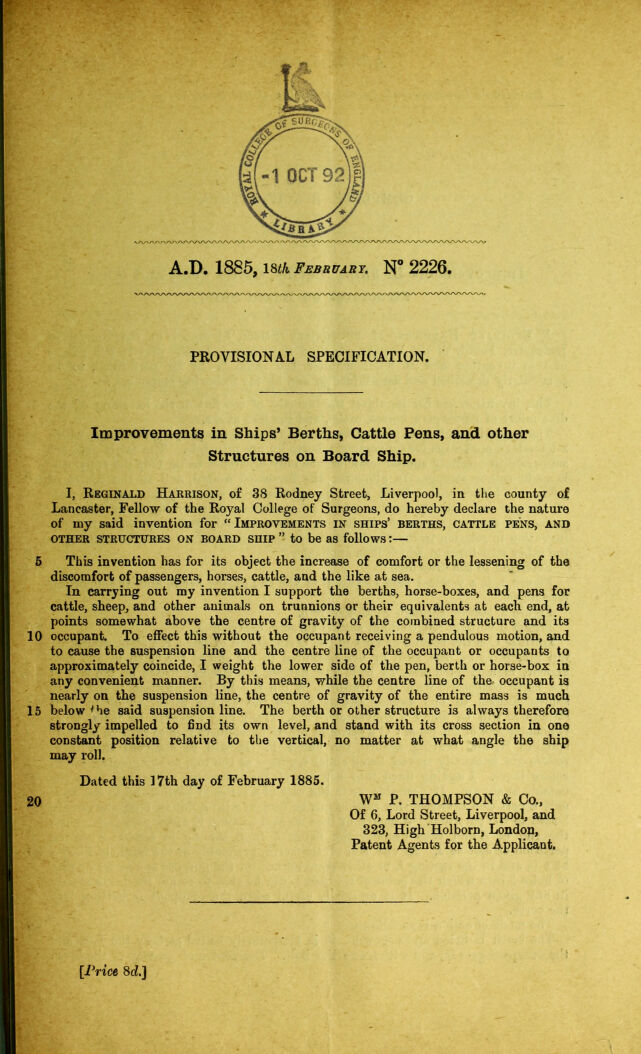 ROYAL COLLEGE OF SURGEONS OF ENGLAND
-1 OCT 92
LIBRARY
A.D. 1885, 18th FEBRUARY. N° 2226.
PROVISIONAL SPECIFICATION.
Improvements in Ships' Berths, Cattle Pens, and other
Structures on Board Ship.
I, REGINALD HARRISON, of 38 Rodney Street, Liverpool, in the county of
Lancaster, Fellow of the Royal College of Surgeons, do hereby declare the nature
of my said invention for "IMPROVEMENTS IN SHIPS' BERTHS, CATTLE PENS, AND
OTHER STRUCTURES ON BOARD SHIP" to be as follows:—
5 This invention has for its object the increase of comfort or the lessening of the
discomfort of passengers, horses, cattle, and the like at sea.
In carrying out my invention I support the berths, horse-boxes, and pens for
cattle, sheep, and other animals on trunnions or their equivalents at each end, at
points somewhat above the centre of gravity of the combined structure and its
10 occupant. To effect this without the occupant receiving a pendulous motion, and
to cause the suspension line and the centre line of the occupant or occupants to
approximately coincide, I weight the lower side of the pen, berth or horse-box in
any convenient manner. By this means, while the centre line of the occupant is
nearly on the suspension line, the centre of gravity of the entire mass is much
15 below the said suspension line. The berth or other structure is always therefore
strongly impelled to find its own level, and stand with its cross section in one
constant position relative to the vertical, no matter at what angle the ship
may roll.
Dated this 17th day of February 1885.
20 Wᴹ P. THOMPSON & Co.,
Of 6, Lord Street, Liverpool, and
323, High Holborn, London,
Patent Agents for the Applicant.
[Price 8d.]